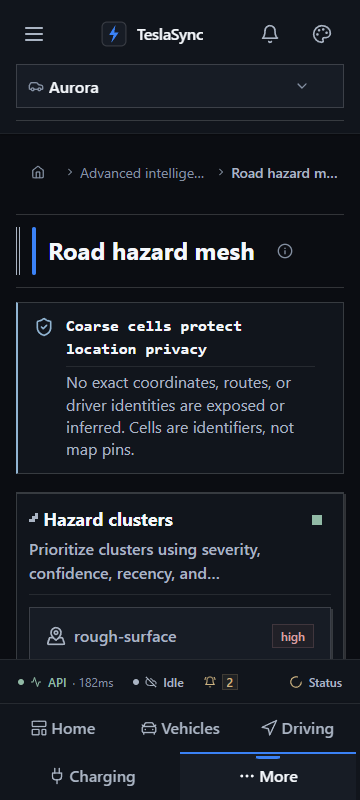 TeslaSync
Aurora
Advanced intellige... Road hazard m...
Road hazard mesh
Coarse cells protect
location privacy
No exact coordinates, routes, or
driver identities are exposed or
inferred. Cells are identifiers, not
map pins.
Hazard clusters
Prioritize clusters using severity,
confidence, recency, and...
rough-surface high
API · 182ms Idle 2 Status
Home Vehicles Driving
Charging More